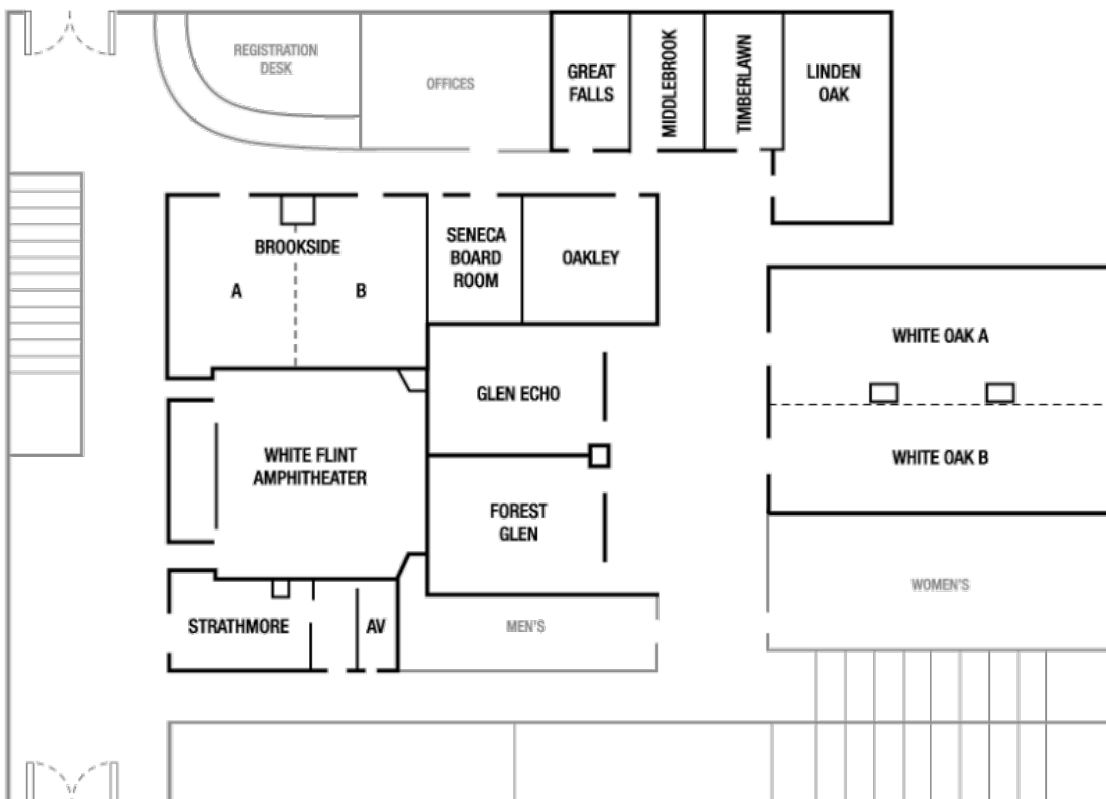 REGISTRATION
DESK
OFFICES
GREAT
FALLS
MIDDLEBROOK
TIMBERLAWN
LINDEN
OAK
BROOKSIDE
A
B
SENECA
BOARD
ROOM
OAKLEY
WHITE OAK A
GLEN ECHO
WHITE FLINT
AMPHITHEATER
WHITE OAK B
FOREST
GLEN
STRATHMORE
AV
MEN'S
WOMEN'S